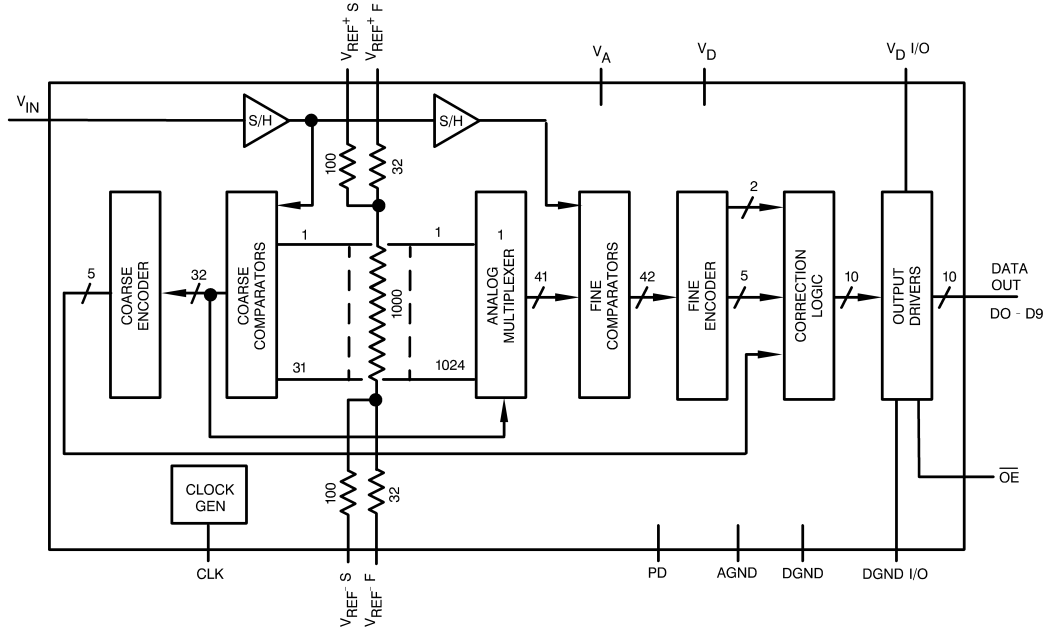 VREF+ S
VREF+ F
VA
VD
VD I/O
VIN
S/H
S/H
100
32
2
1
1
1
5
COARSE
ENCODER
32
COARSE
COMPARATORS
1000
ANALOG
MULTIPLEXER
41
FINE
COMPARATORS
42
FINE
ENCODER
5
CORRECTION
LOGIC
10
OUTPUT
DRIVERS
10
DATA
OUT
DO - D9
31
1024
100
32
CLOCK
GEN
OE
CLK
VREF- S
VREF- F
PD
AGND
DGND
DGND I/O